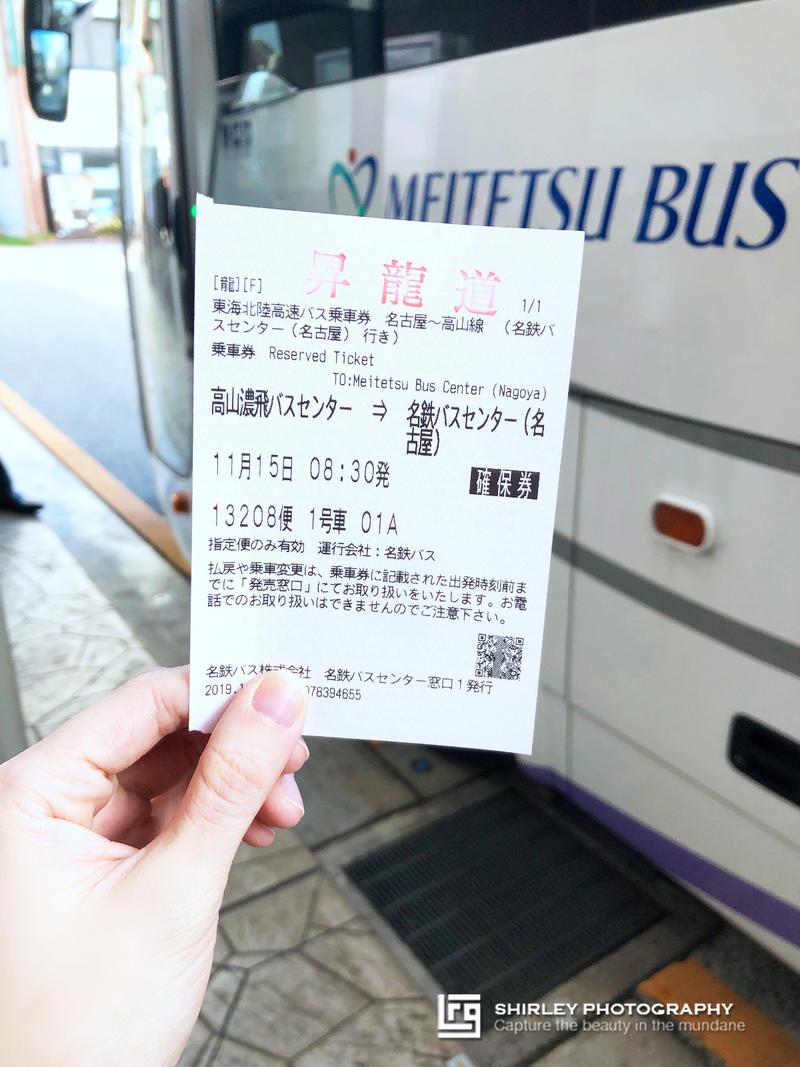 MEITETSU BUS
昇龍道
[龍][F]
1/1
東海北陸高速バス乗車券 名古屋～高山線 （名鉄バ
スセンター（名古屋） 行き）
乗車券 Reserved Ticket
TO:Meitetsu Bus Center (Nagoya)
高山濃飛バスセンター ⇒ 名鉄バスセンター（名
古屋）
11月15日 08:30発
確保券
13208便 1号車 01A
指定便のみ有効 運行会社：名鉄バス
払戻や乗車変更は、乗車券に記載された出発時刻前ま
でに「発売窓口」にてお取り扱いをいたします。お電
話でのお取り扱いはできませんのでご注意下さい。
名鉄バス株式会社 名鉄バスセンター窓口1発行
2019.1 078394655
SHIRLEY PHOTOGRAPHY
Capture the beauty in the mundane